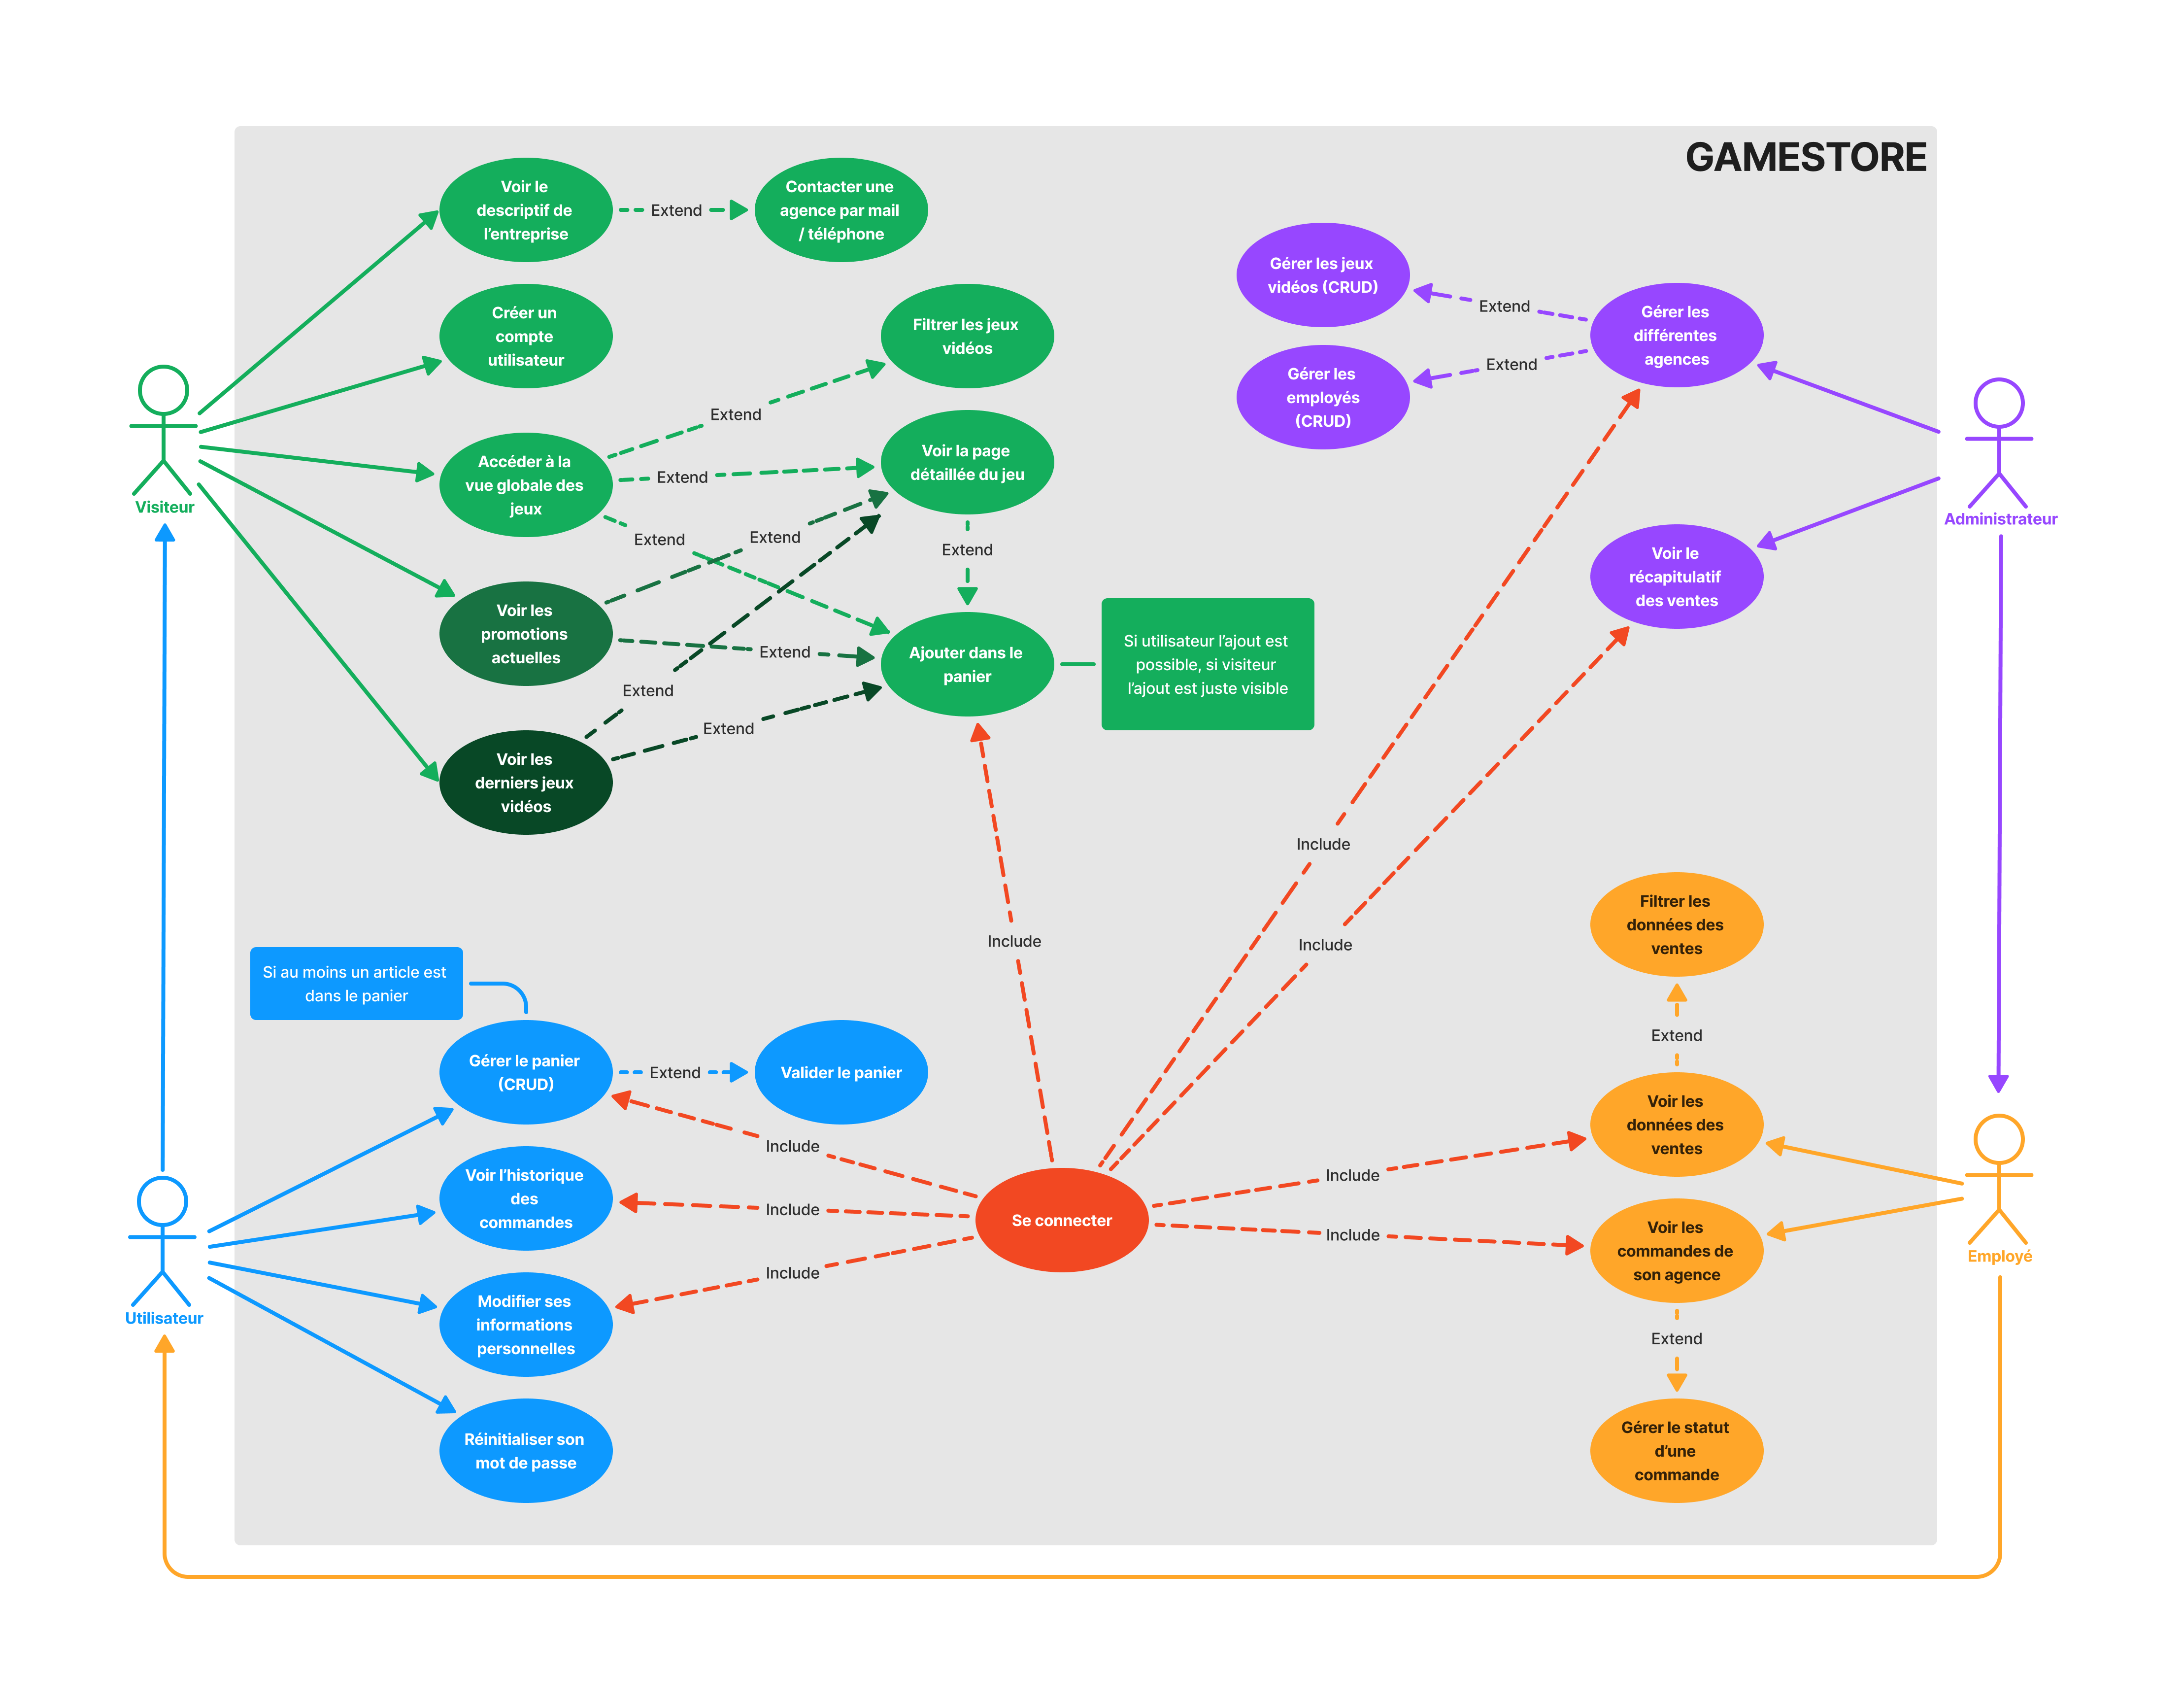 GAMESTORE
Voir le
descriptif de
l’entreprise
Extend
Contacter une
agence par mail
/ téléphone
Créer un
compte
utilisateur
Filtrer les jeux
vidéos
Extend
Accéder à la
vue globale des
jeux
Extend
Voir la page
détaillée du jeu
Extend
Extend
Extend
Visiteur
Voir les
promotions
actuelles
Extend
Ajouter dans le
panier
Si utilisateur l’ajout est
possible, si visiteur
l’ajout est juste visible
Extend
Extend
Voir les
derniers jeux
vidéos
Gérer les jeux
vidéos (CRUD)
Extend
Gérer les
différentes
agences
Extend
Gérer les
employés
(CRUD)
Administrateur
Voir le
récapitulatif
des ventes
Include
Include
Include
Filtrer les
données des
ventes
Si au moins un article est
dans le panier
Gérer le panier
(CRUD)
Extend
Valider le panier
Include
Voir l’historique
des
commandes
Include
Se connecter
Include
Modifier ses
informations
personnelles
Utilisateur
Réinitialiser son
mot de passe
Extend
Voir les
données des
ventes
Include
Include
Voir les
commandes de
son agence
Employé
Extend
Gérer le statut
d’une
commande